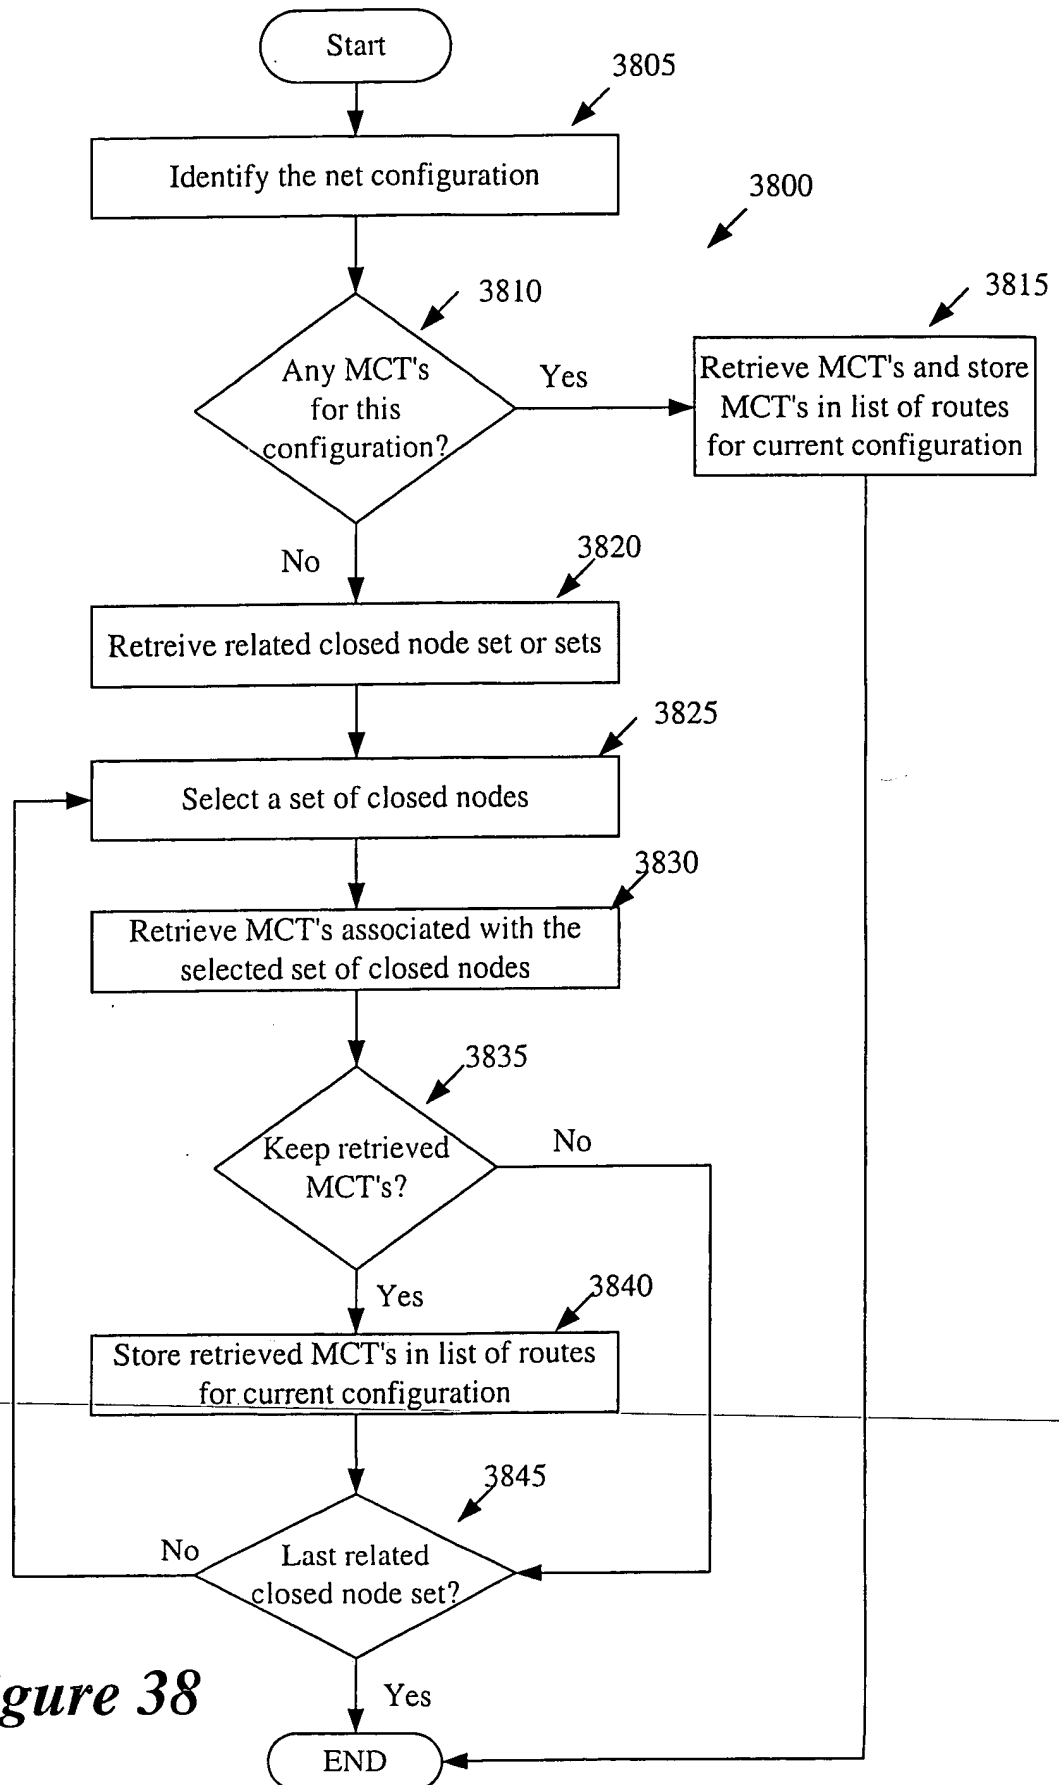 Start
3805
Identify the net configuration
3800
3810
3815
Any MCT's
for this
configuration?
Yes
Retrieve MCT's and store
MCT's in list of routes
for current configuration
No
3820
Retreive related closed node set or sets
3825
Select a set of closed nodes
3830
Retrieve MCT's associated with the
selected set of closed nodes
3835
Keep retrieved
MCT's?
No
Yes
3840
Store retrieved MCT's in list of routes
for current configuration
3845
No
Last related
closed node set?
gure 38
Yes
END